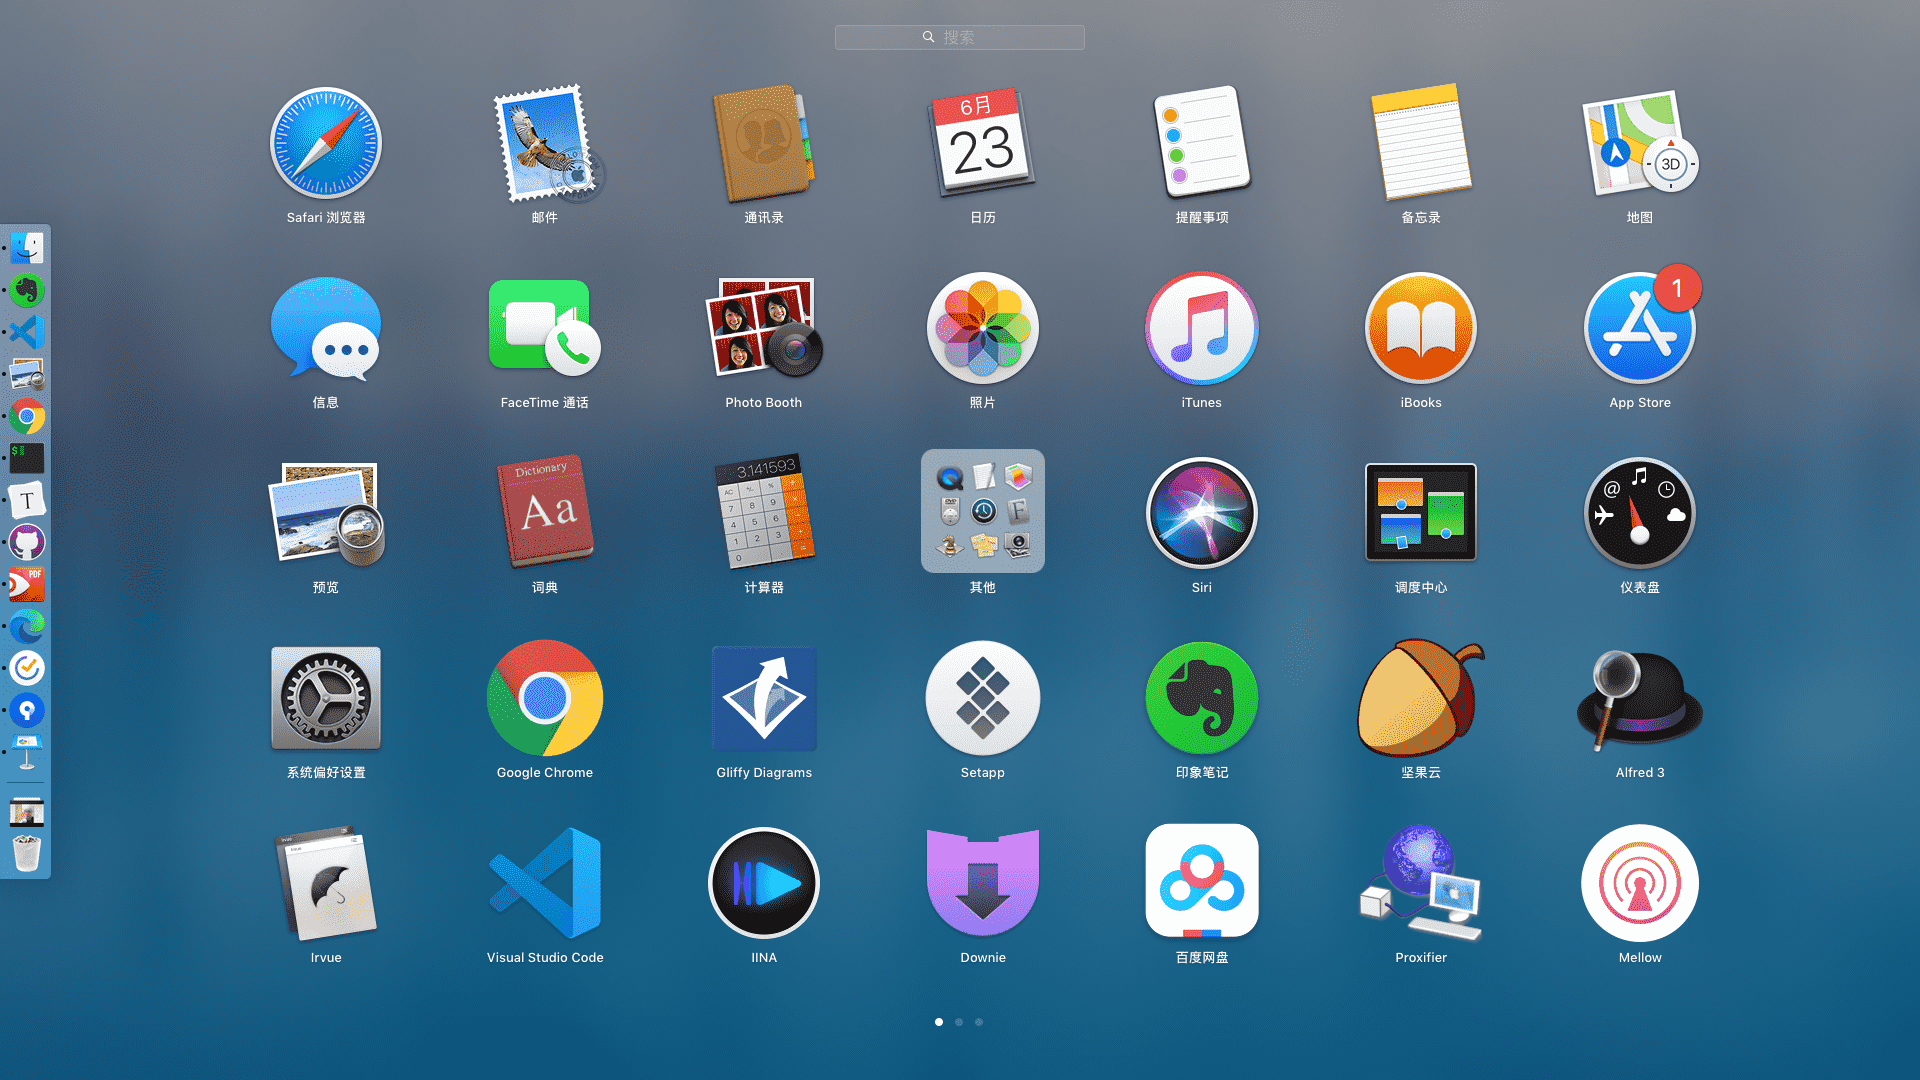 搜索
6月
23
3D
Safari 浏览器
邮件
通讯录
日历
提醒事项
备忘录
地图
1
信息
FaceTime 通话
Photo Booth
照片
iTunes
iBooks
App Store
Dictionary
Aa
3.141593
预览
词典
计算器
其他
Siri
调度中心
仪表盘
系统偏好设置
Google Chrome
Gliffy Diagrams
Setapp
印象笔记
坚果云
Alfred 3
Irvue
Visual Studio Code
IINA
Downie
百度网盘
Proxifier
Mellow
$
T
PDF